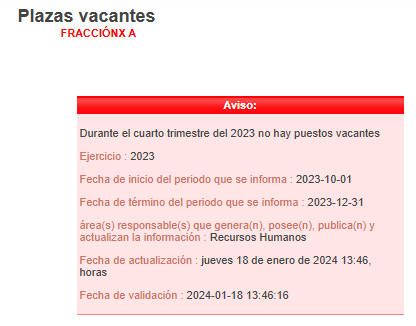 Plazas vacantes
FRACCIÓNX A
Aviso:
Durante el cuarto trimestre del 2023 no hay puestos vacantes
Ejercicio : 2023
Fecha de inicio del periodo que se informa : 2023-10-01
Fecha de término del periodo que se informa : 2023-12-31
área(s) responsable(s) que genera(n), posee(n), publica(n) y
actualizan la información : Recursos Humanos
Fecha de actualización : jueves 18 de enero de 2024 13:46,
horas
Fecha de validación : 2024-01-18 13:46:16